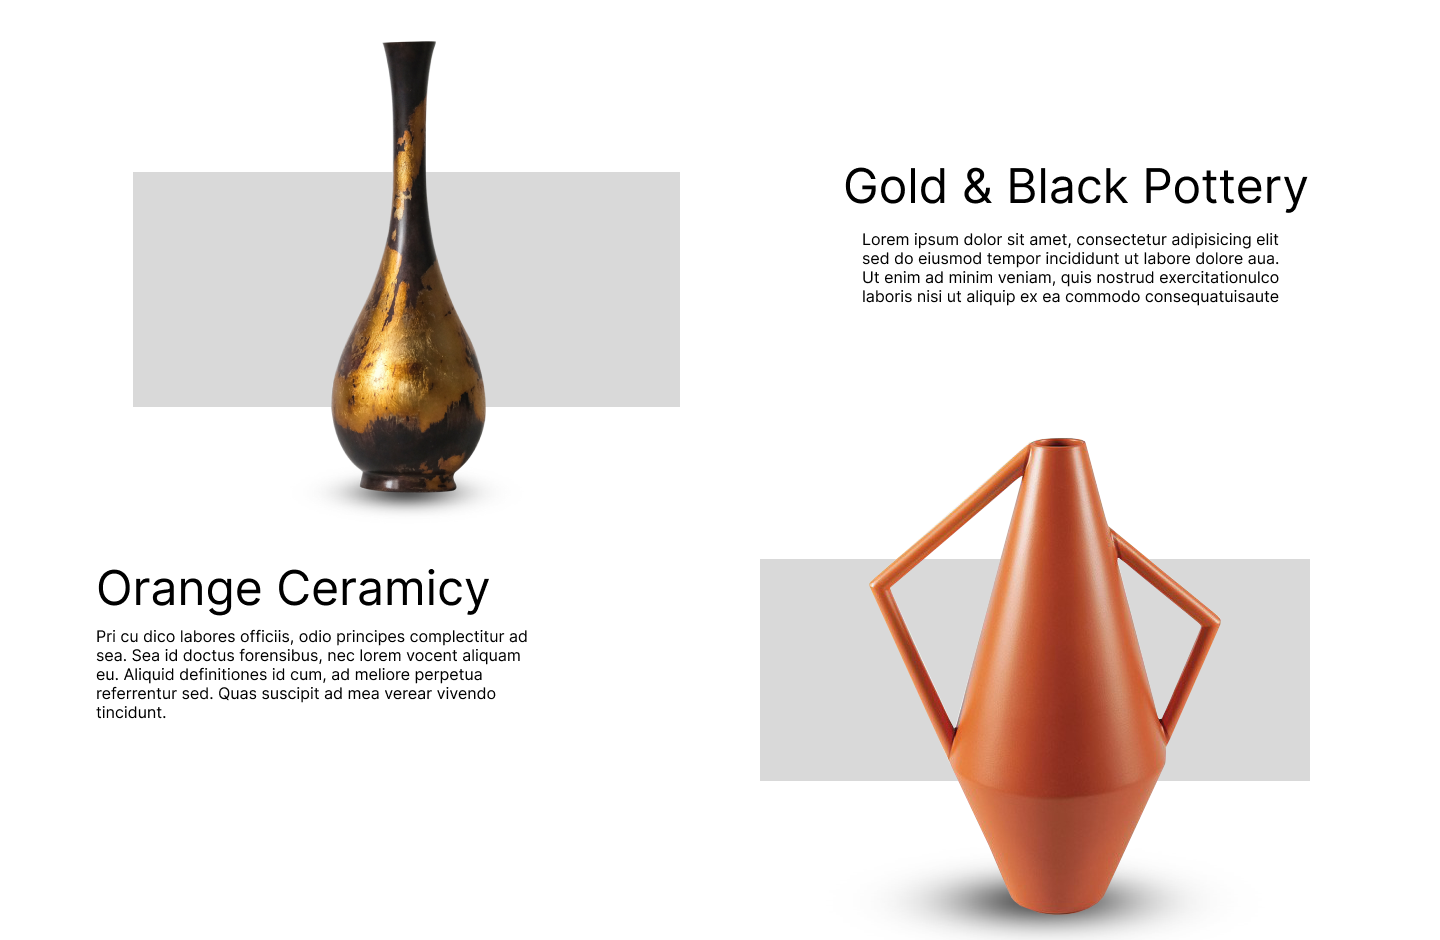 Gold & Black Pottery
Lorem ipsum dolor sit amet, consectetur adipisicing elit
sed do eiusmod tempor incididunt ut labore dolore aua.
Ut enim ad minim veniam, quis nostrud exercitationulco
laboris nisi ut aliquip ex ea commodo consequatuisaute
Orange Ceramicy
Pri cu dico labores officiis, odio principes complectitur ad
sea. Sea id doctus forensibus, nec lorem vocent aliquam
eu. Aliquid definitiones id cum, ad meliore perpetua
referrentur sed. Quas suscipit ad mea verear vivendo
tincidunt.